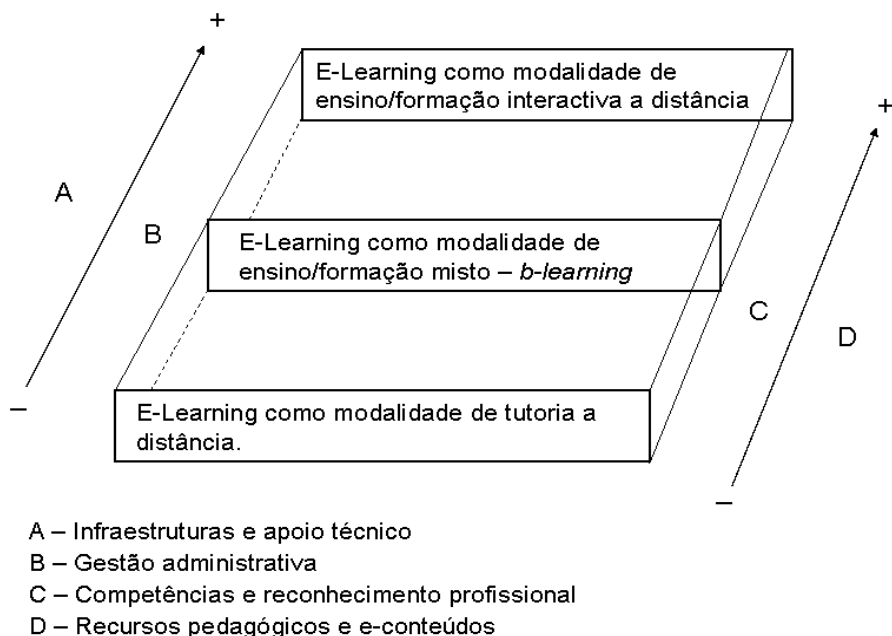 +
E-Learning como modalidade de
ensino/formação interactiva a distância
+
A
B
E-Learning como modalidade de
ensino/formação misto – b-learning
C
D
–
E-Learning como modalidade de tutoria a
distância.
–
A – Infraestruturas e apoio técnico
B – Gestão administrativa
C – Competências e reconhecimento profissional
D – Recursos pedagógicos e e-conteúdos